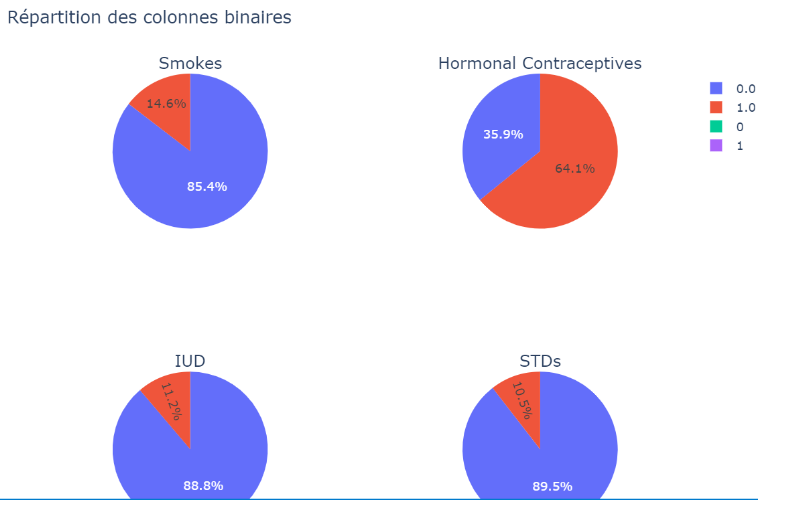 Répartition des colonnes binaires
Smokes
Hormonal Contraceptives
0.0
1.0
0
1
14.6%
85.4%
35.9%
64.1%
IUD
STDs
11.2%
88.8%
10.5%
89.5%